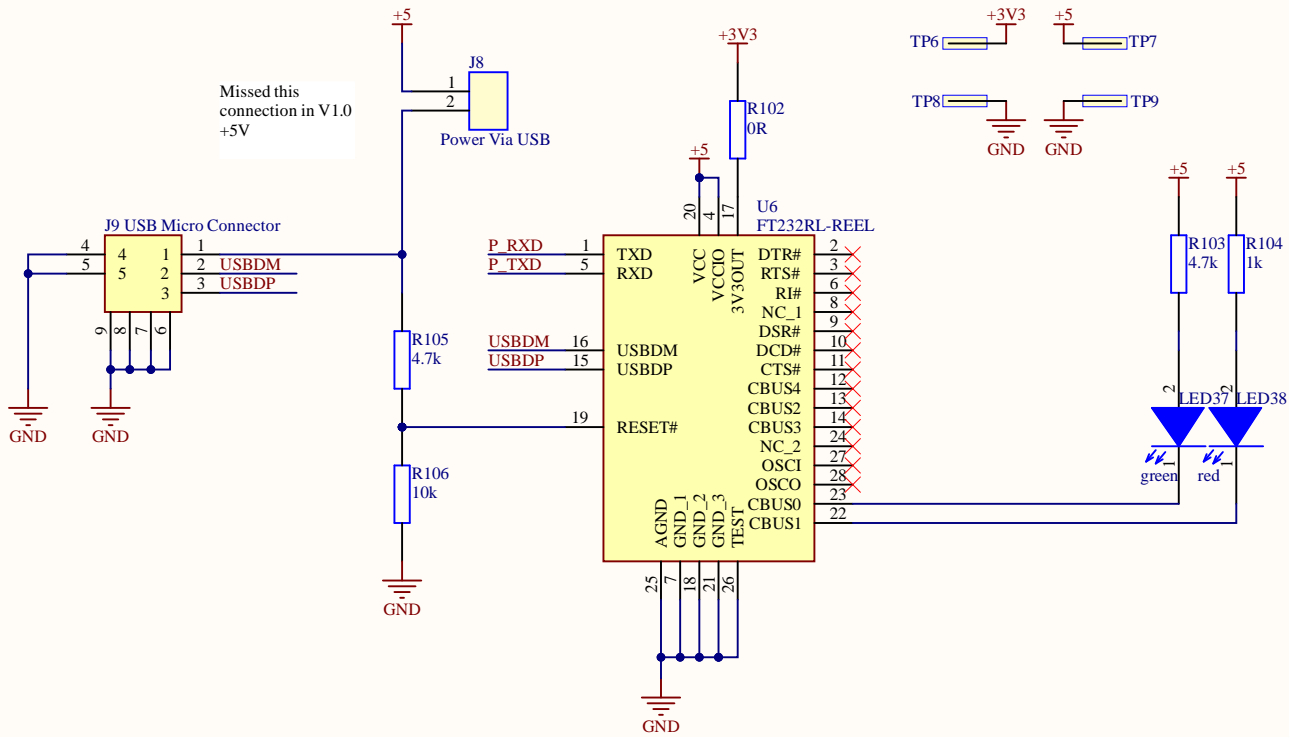 +5
J8
1
2
Power Via USB
Missed this
connection in V1.0
+5V
+3V3
R102
0R
+3V3
TP6
+5
TP7
TP8
GND
TP9
GND
J9 USB Micro Connector
4
5
4
5
1
2
3
1
2
3
USBDM
USBDP
9
8
7
6
GND
GND
R105
4.7k
R106
10k
GND
+5
20
4
17
U6
FT232RL-REEL
P_RXD
1
TXD
P_TXD
5
RXD
USBDM
16
USBDM
USBDP
15
USBDP
19
RESET#
VCC
VCCIO
3V3OUT
DTR#
2
RTS#
3
RI#
6
NC_1
8
DSR#
9
DCD#
10
CTS#
11
CBUS4
12
CBUS2
13
CBUS3
14
NC_2
24
OSCI
27
OSCO
28
CBUS0
23
CBUS1
22
AGND
GND_1
GND_2
GND_3
TEST
25
7
18
21
26
GND
+5
+5
R103
4.7k
R104
1k
2
LED37
2
LED38
1
green
1
red